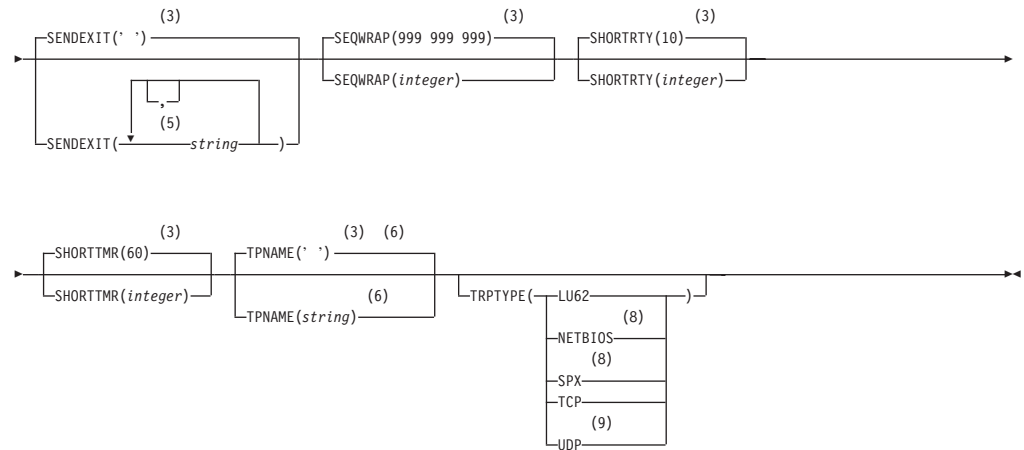 (3) (3) (3)
SENDEXIT(’ ’) SEQWRAP(999 999 999) SHORTRTY(10)
SEQWRAP(integer) SHORTRTY(integer)
,
(5)
SENDEXIT( string )
(3) (3) (6)
SHORTTMR(60) TPNAME(’ ’)
SHORTTMR(integer) (6) TRPTYPE( LU62 )
TPNAME(string) (8)
NETBIOS
(8)
SPX
TCP
(9)
UDP